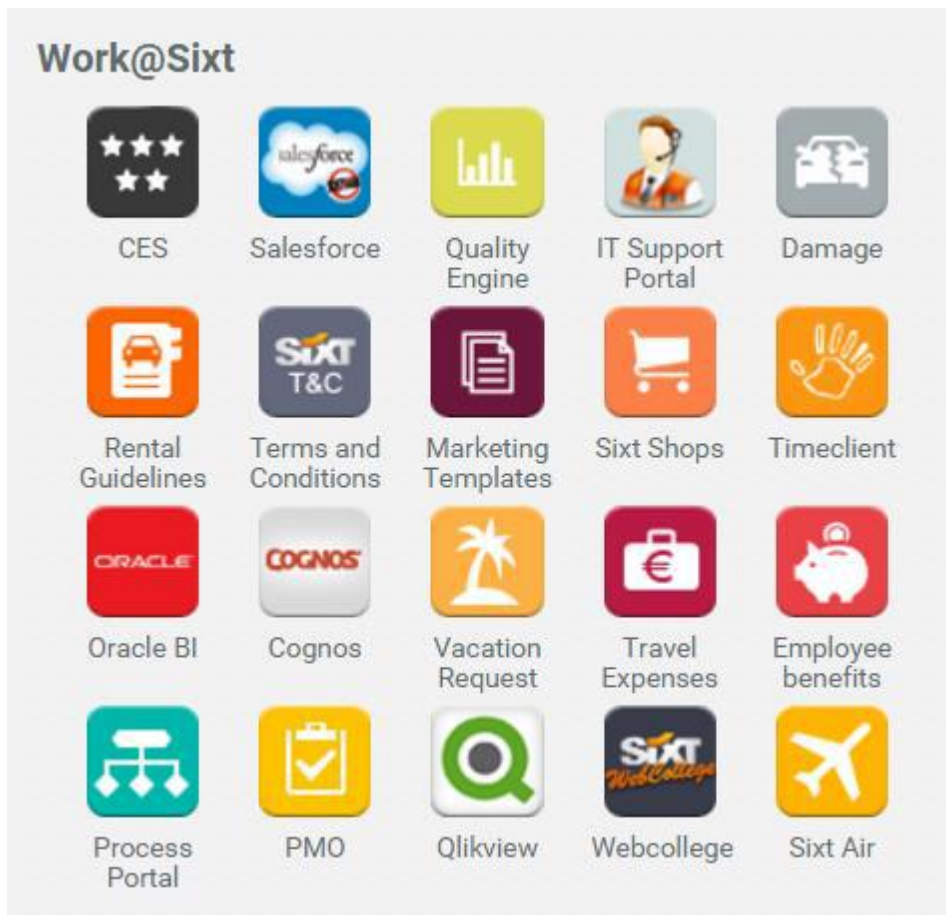 Work@Sixt
salesforce
CES
Salesforce
Quality
Engine
IT Support
Portal
Damage
SiXT
T&C
Rental
Guidelines
Terms and
Conditions
Marketing
Templates
Sixt Shops
Timeclient
ORACLE
COGNOS
€
Oracle BI
Cognos
Vacation
Request
Travel
Expenses
Employee
benefits
SiXT
WebCollege
Process
Portal
PMO
Qlikview
Webcollege
Sixt Air